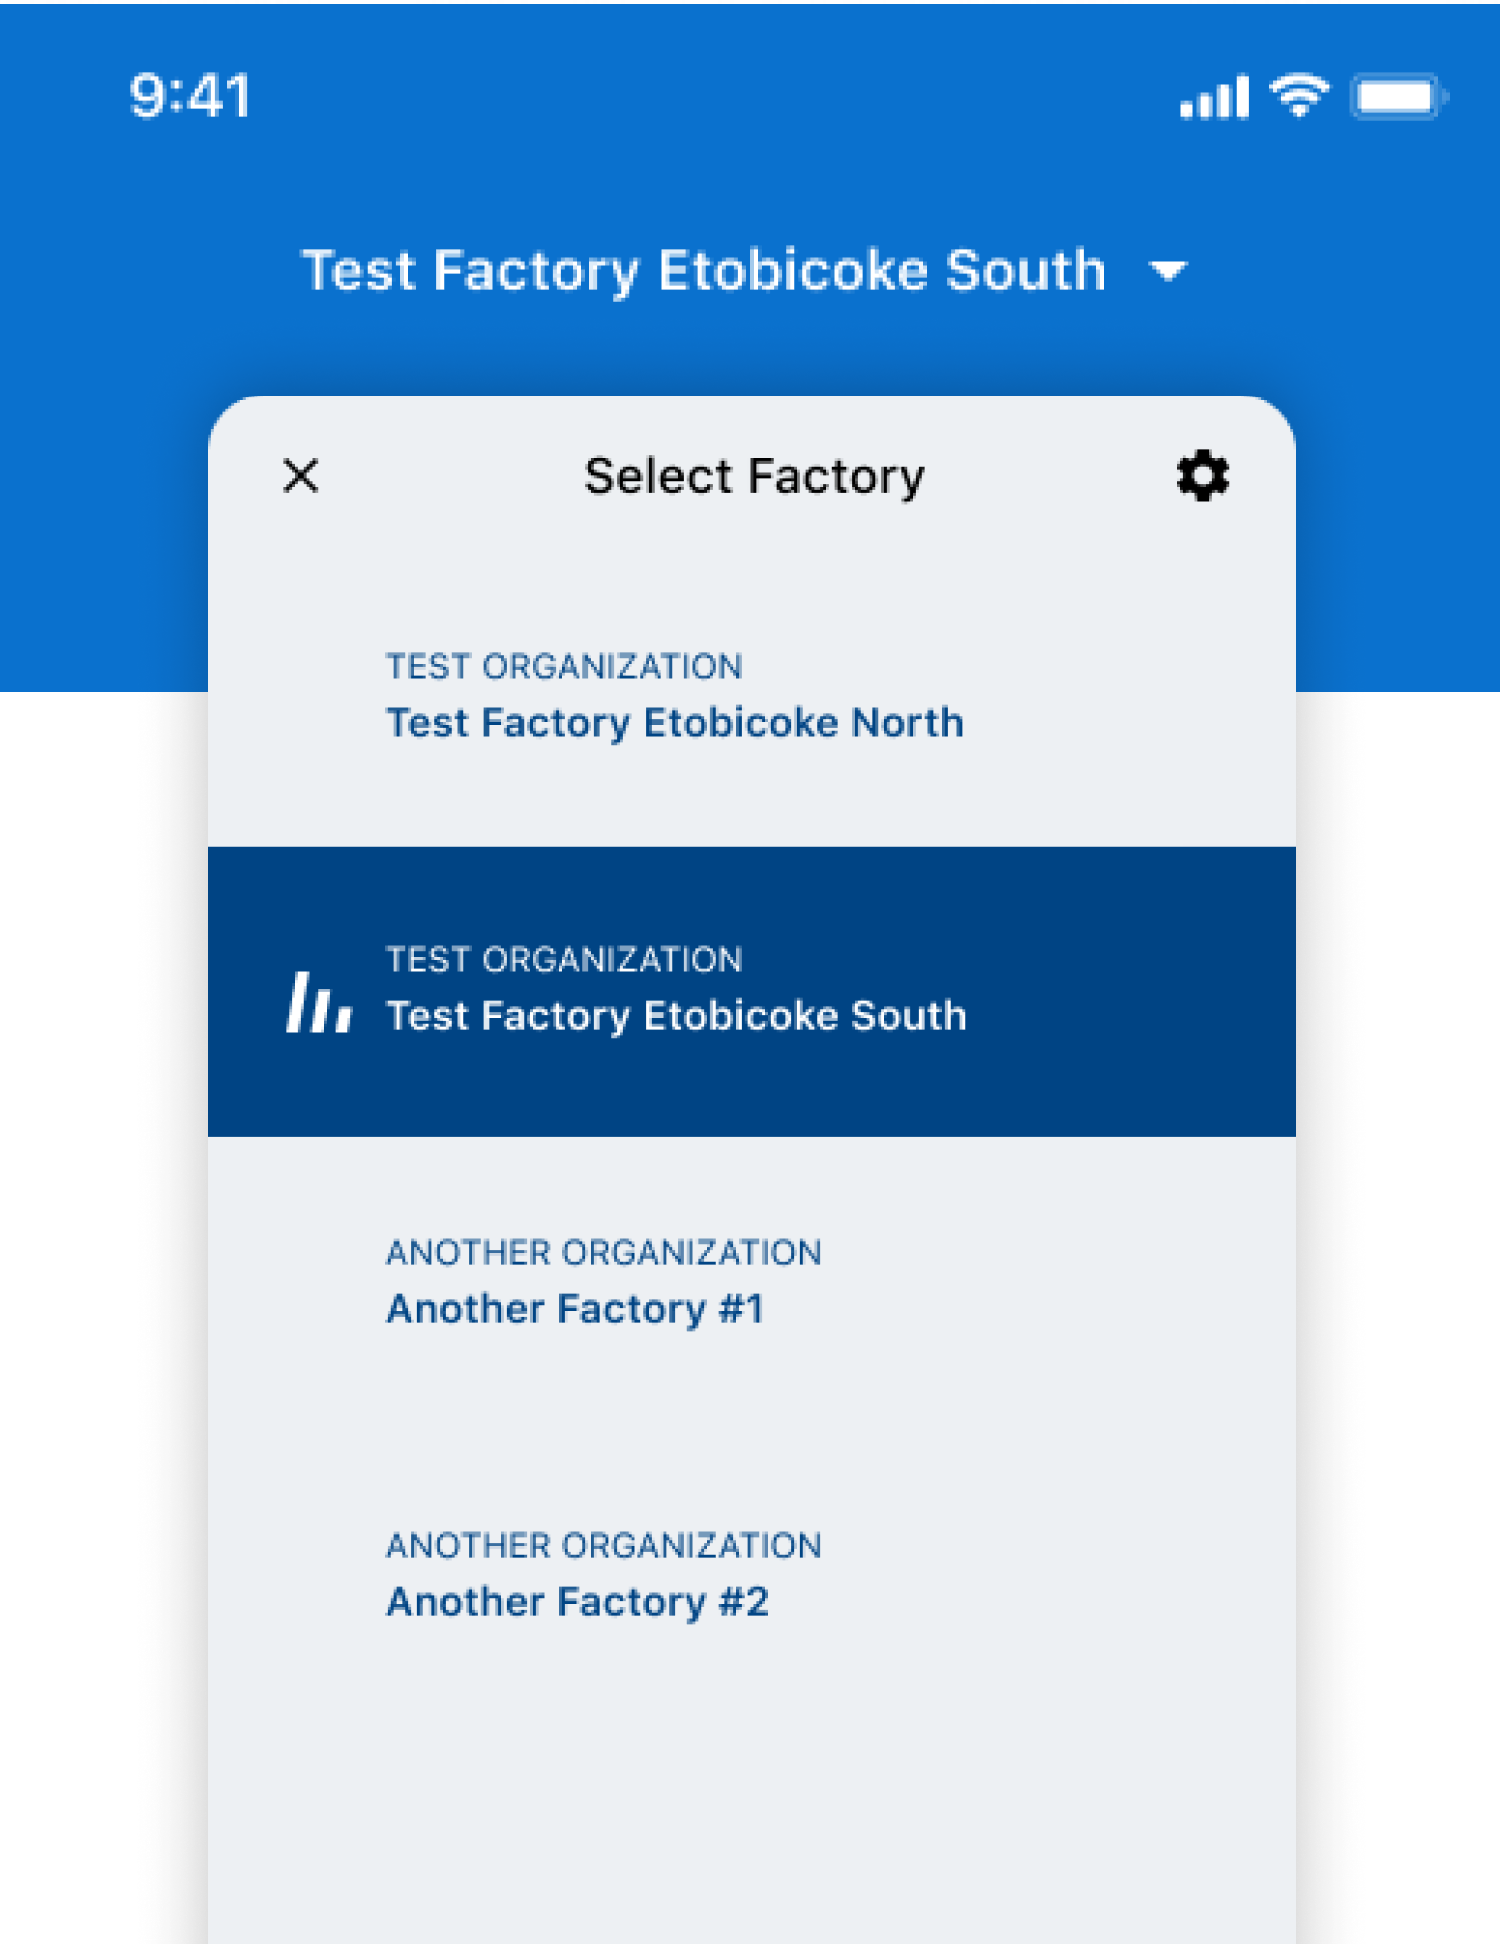 9:41
Test Factory Etobicoke South
Select Factory
TEST ORGANIZATION
Test Factory Etobicoke North
TEST ORGANIZATION
Test Factory Etobicoke South
ANOTHER ORGANIZATION
Another Factory #1
ANOTHER ORGANIZATION
Another Factory #2